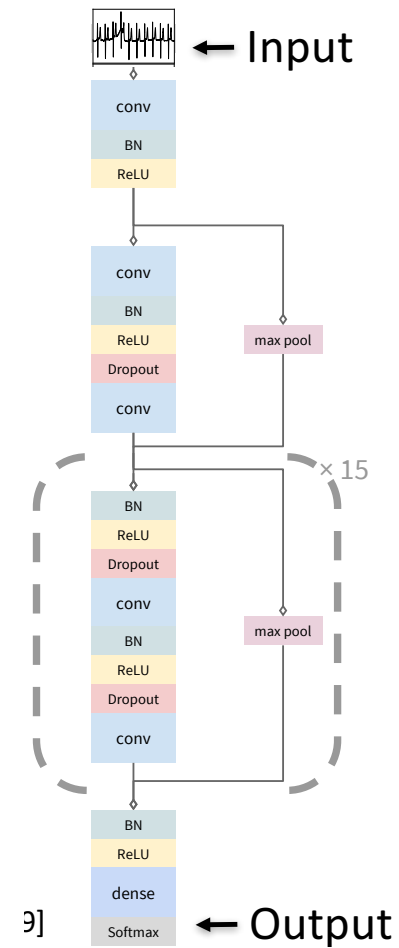 Input
conv
BN
ReLU
conv
BN
ReLU
Dropout
conv
max pool
× 15
BN
ReLU
Dropout
conv
BN
ReLU
Dropout
conv
max pool
BN
ReLU
dense
Softmax
9]
Output